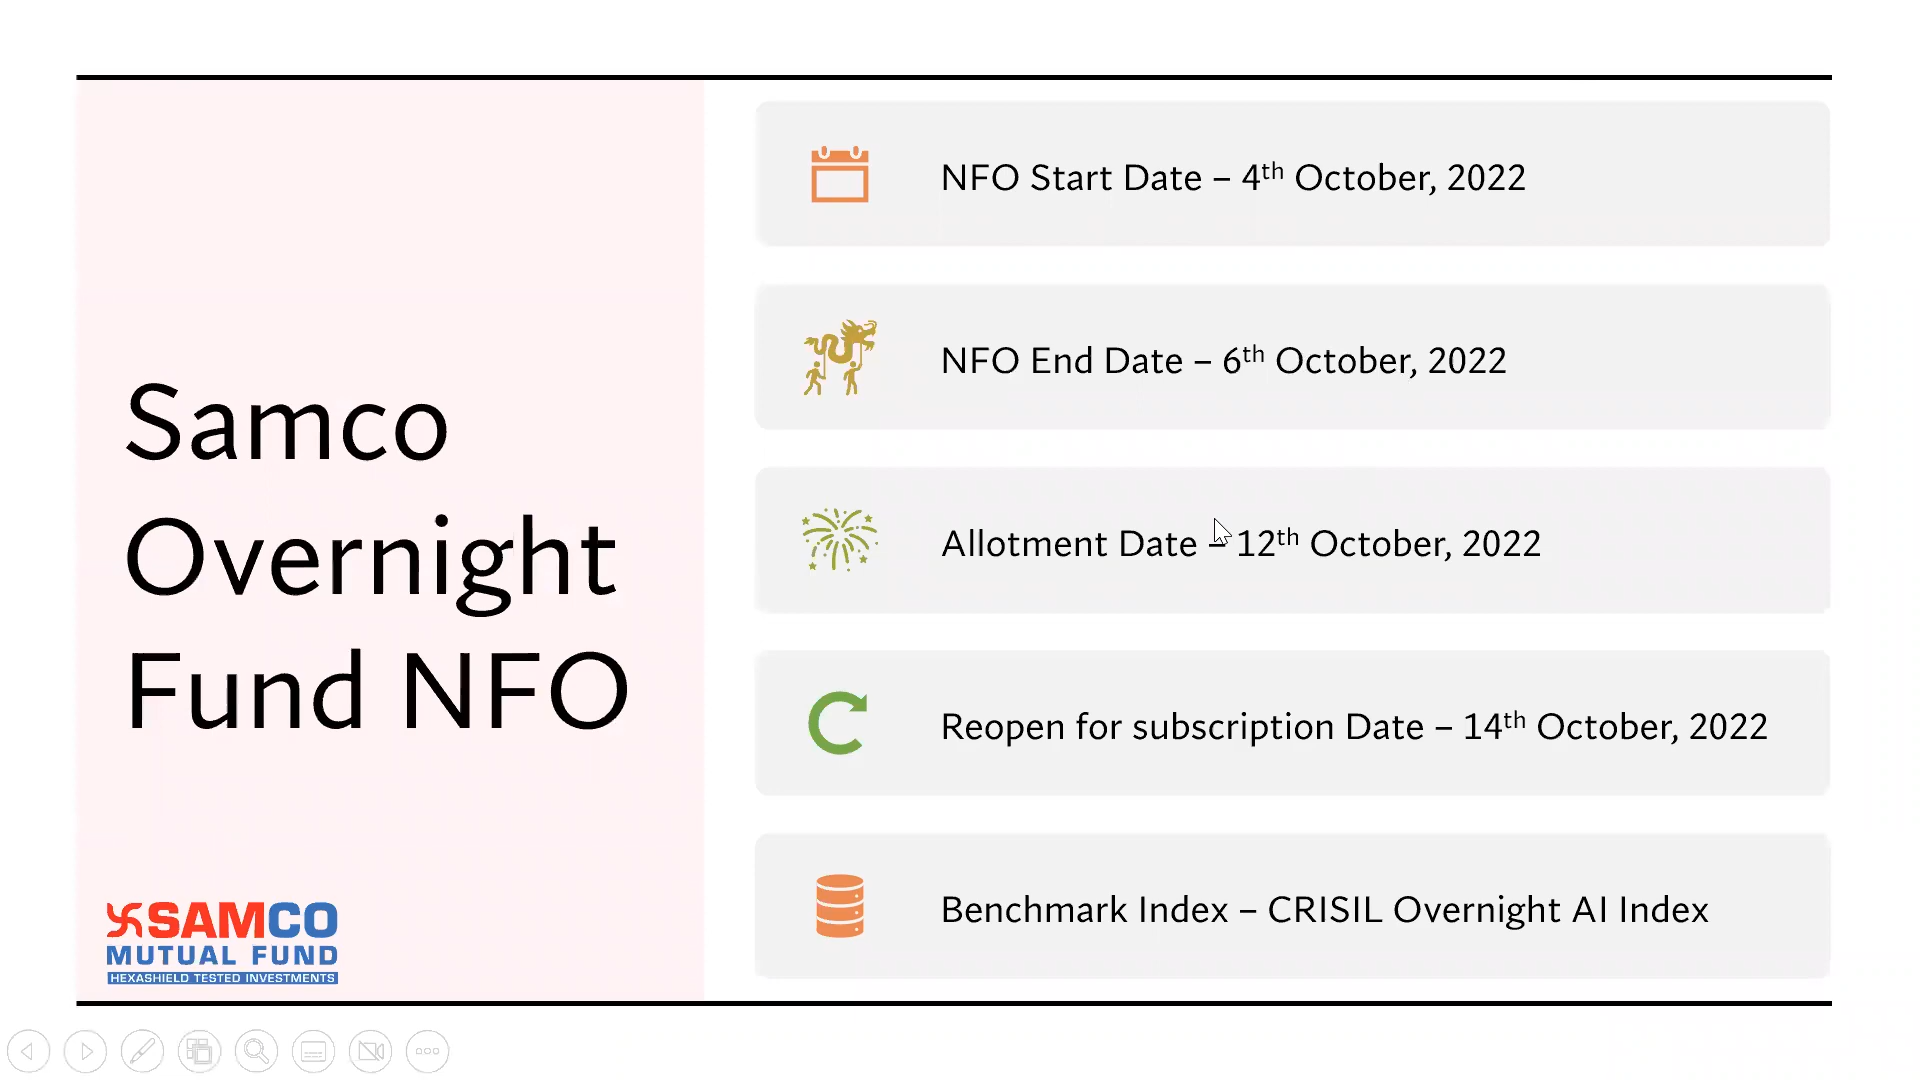 Samco
Overnight
Fund NFO
SAMCO
MUTUAL FUND
HEXASHIELD TESTED INVESTMENTS
NFO Start Date – 4th October, 2022
NFO End Date – 6th October, 2022
Allotment Date – 12th October, 2022
Reopen for subscription Date – 14th October, 2022
Benchmark Index – CRISIL Overnight AI Index